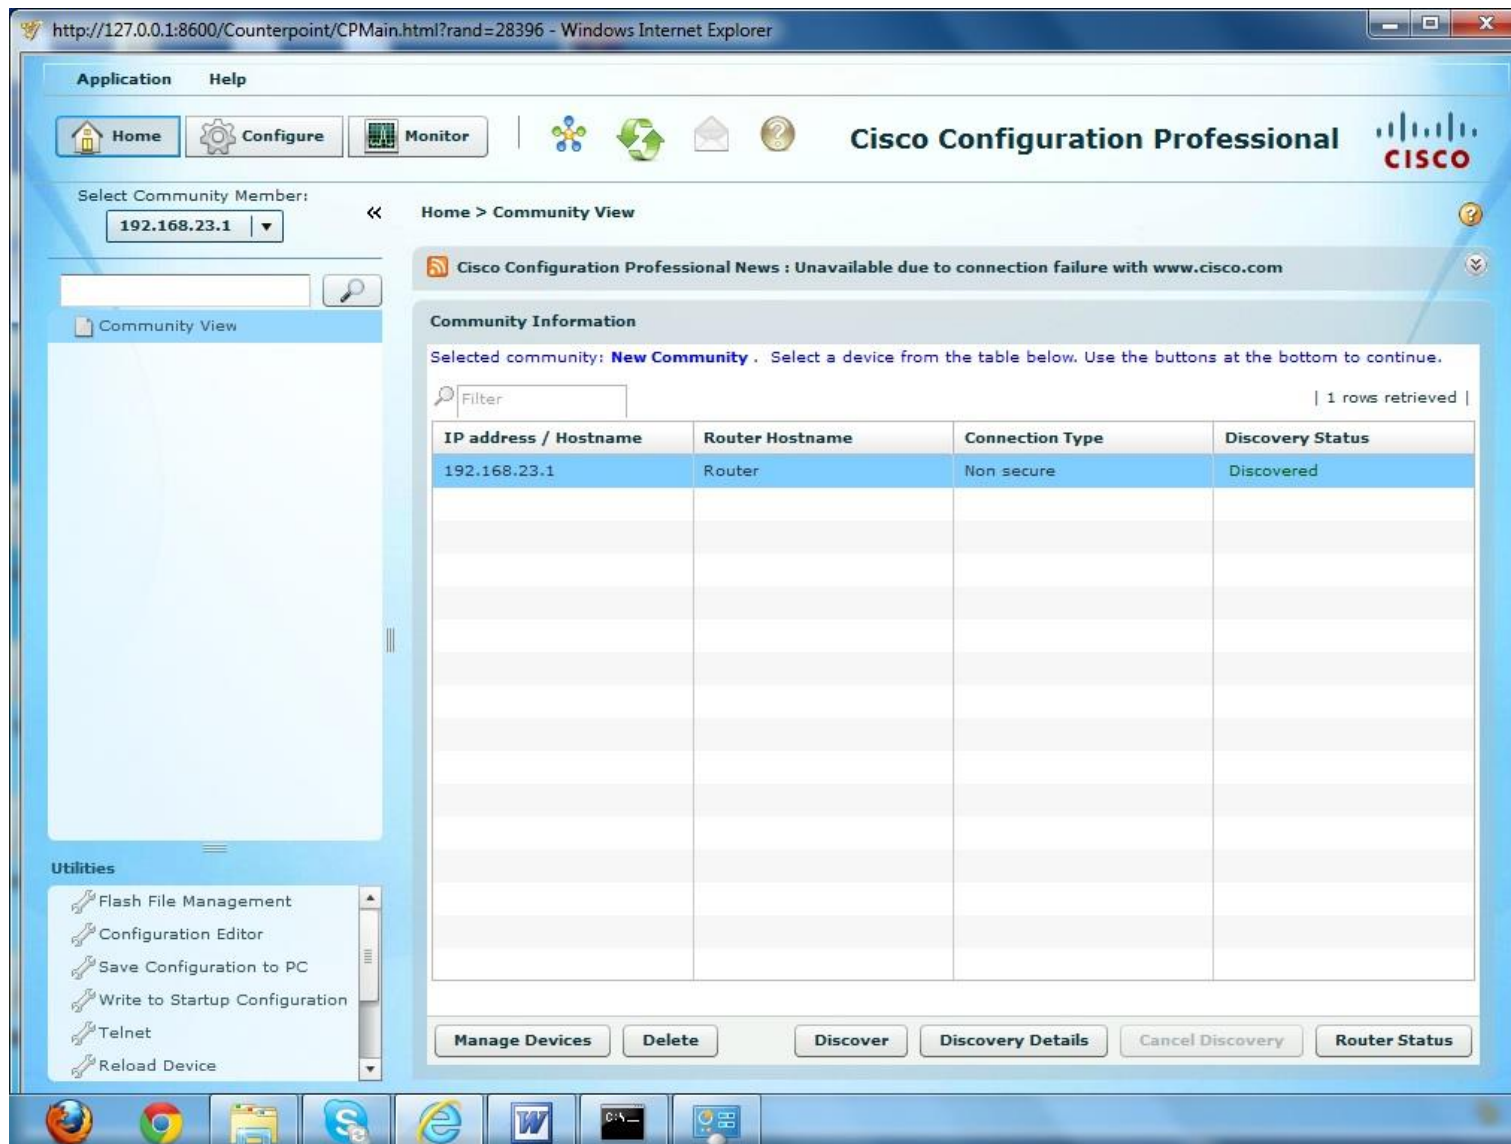 http://127.0.0.1:8600/Counterpoint/CPMain.html?rand=28396 - Windows Internet Explorer
Application Help
Home Configure Monitor Cisco Configuration Professional CISCO
Select Community Member:
192.168.23.1
Home > Community View
Cisco Configuration Professional News : Unavailable due to connection failure with www.cisco.com
Community View
Community Information
Selected community: New Community . Select a device from the table below. Use the buttons at the bottom to continue.
Filter | 1 rows retrieved |
IP address / Hostname Router Hostname Connection Type Discovery Status
192.168.23.1 Router Non secure Discovered
Utilities
Flash File Management
Configuration Editor
Save Configuration to PC
Write to Startup Configuration
Telnet
Reload Device
Manage Devices Delete Discover Discovery Details Cancel Discovery Router Status
C:\_